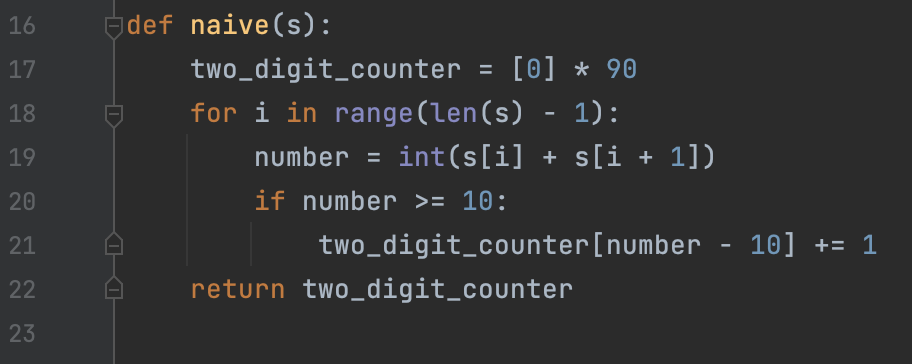 16 def naive(s):
17     two_digit_counter = [0] * 90
18     for i in range(len(s) - 1):
19         number = int(s[i] + s[i + 1])
20         if number >= 10:
21             two_digit_counter[number - 10] += 1
22     return two_digit_counter
23